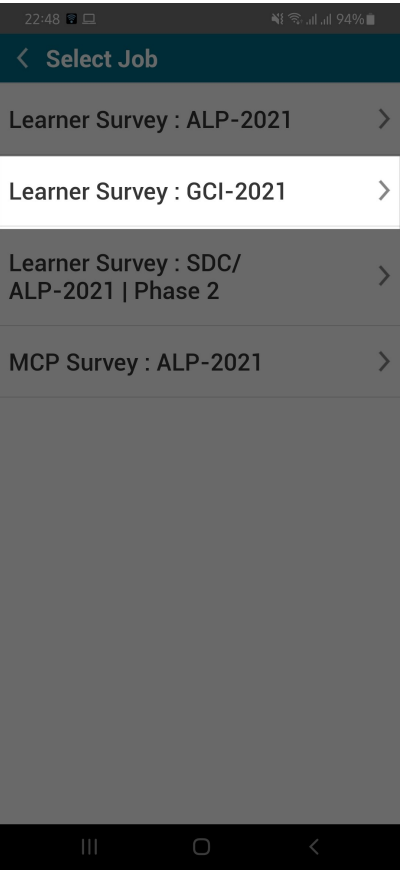 22:48
94%
Select Job
Learner Survey : ALP-2021
Learner Survey : GCI-2021
Learner Survey : SDC/
ALP-2021 | Phase 2
MCP Survey : ALP-2021